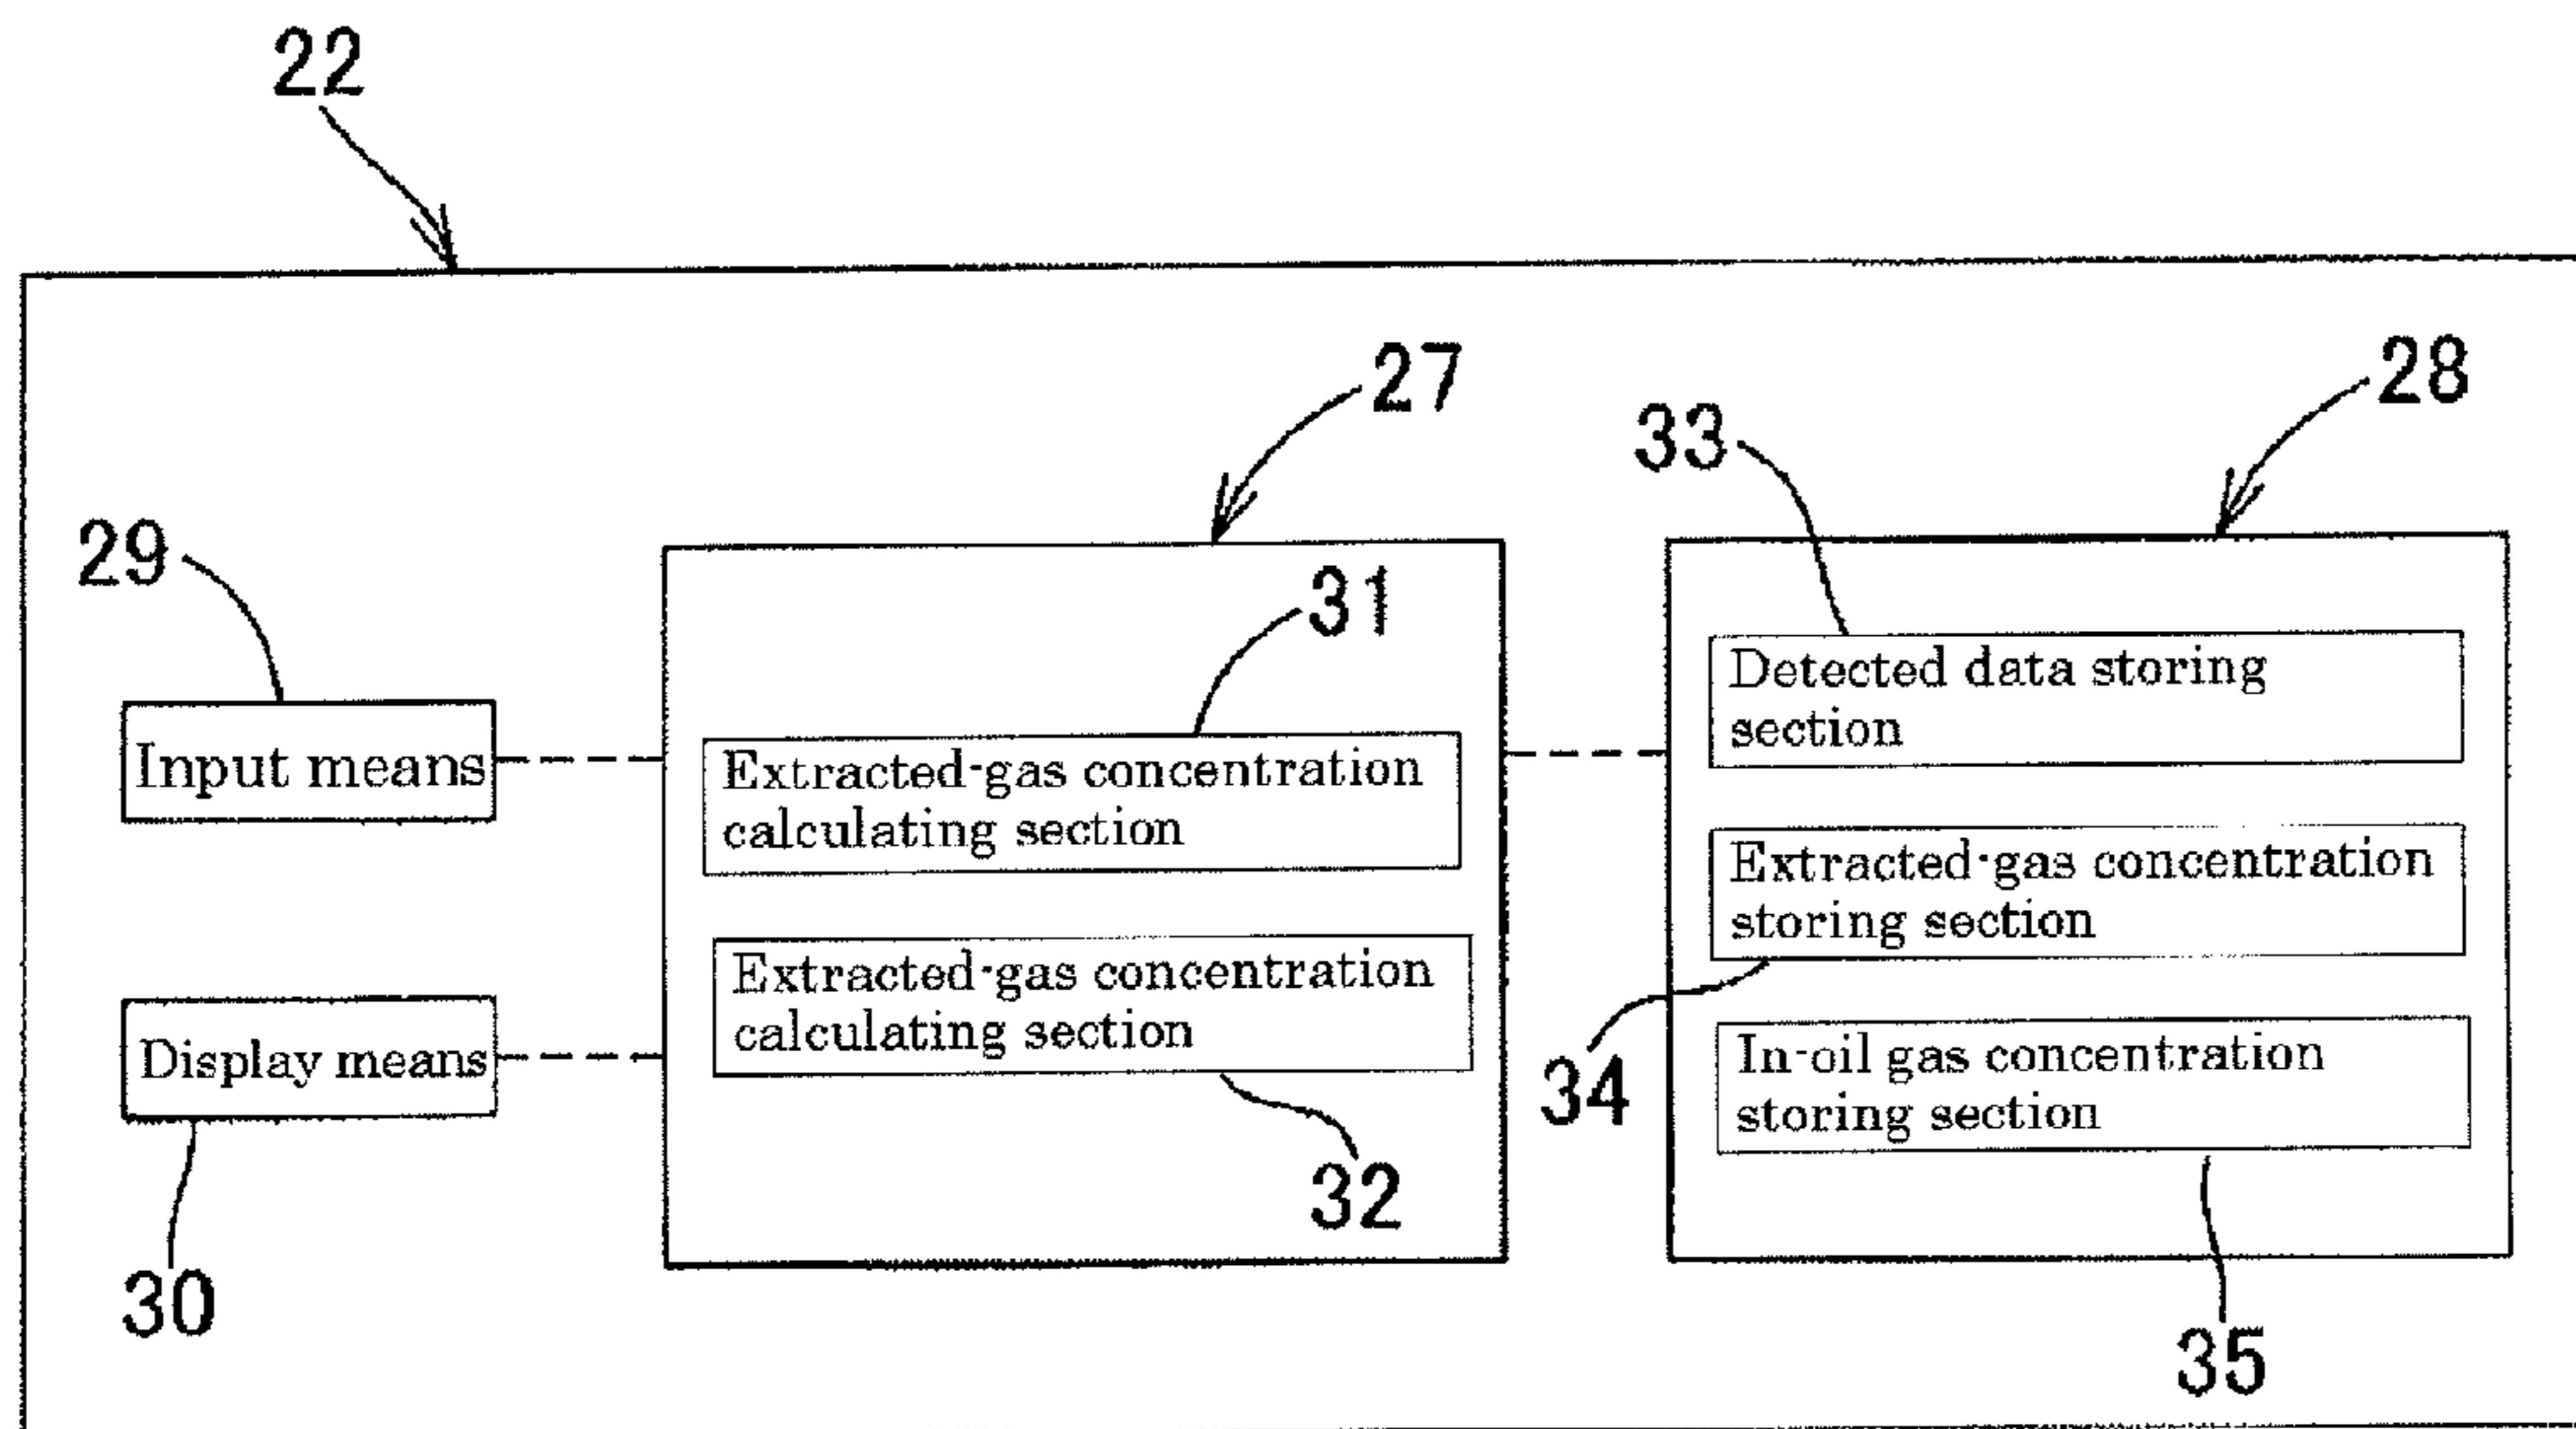 22
27
28
33
29
31
Detected data storing
section
Input means
Extracted-gas concentration
calculating section
Extracted-gas concentration
storing section
Extracted-gas concentration
calculating section
Display means
In-oil gas concentration
storing section
34
32
30
35